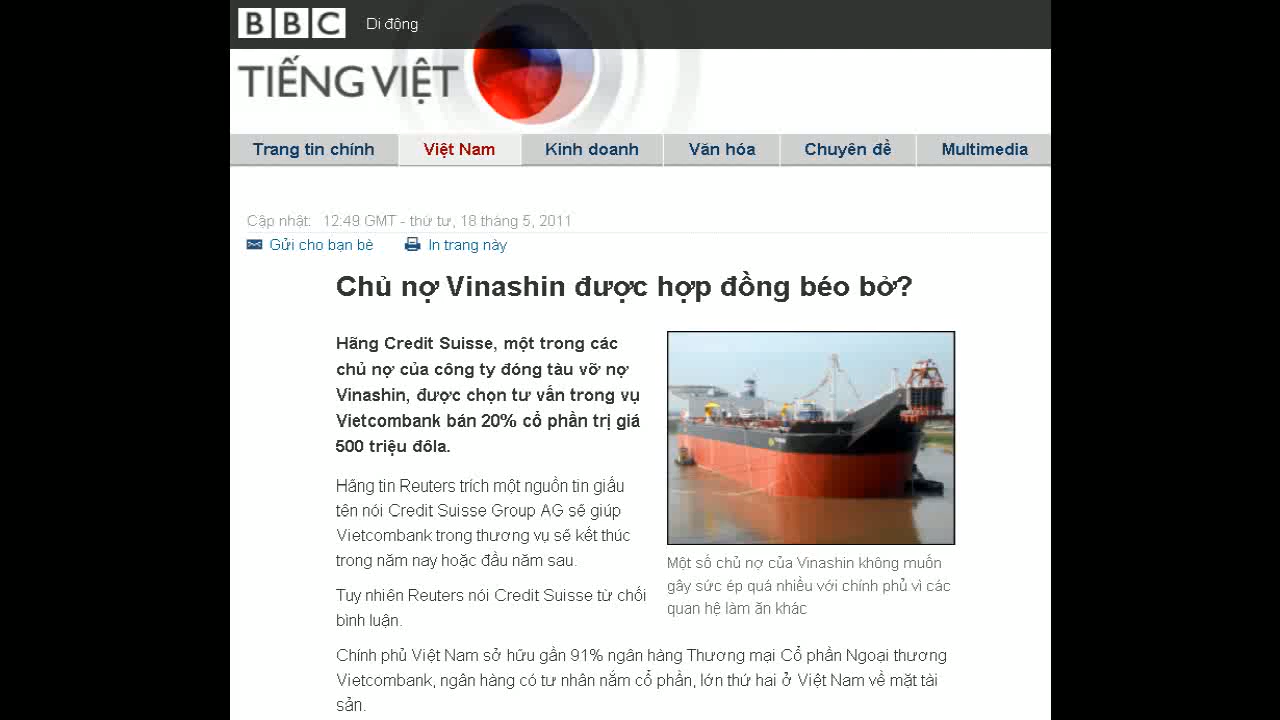 BBC Di động
TIẾNG VIỆT
Trang tin chính Việt Nam Kinh doanh Văn hóa Chuyên đề Multimedia
Cập nhật: 12:49 GMT - thứ tư, 18 tháng 5, 2011
Gửi cho bạn bè In trang này
Chủ nợ Vinashin được hợp đồng béo bở?
Hãng Credit Suisse, một trong các
chủ nợ của công ty đóng tàu vỡ nợ
Vinashin, được chọn tư vấn trong vụ
Vietcombank bán 20% cổ phần trị giá
500 triệu đôla.
Hãng tin Reuters trích một nguồn tin giấu
tên nói Credit Suisse Group AG sẽ giúp
Vietcombank trong thương vụ sẽ kết thúc
trong năm nay hoặc đầu năm sau.
Tuy nhiên Reuters nói Credit Suisse từ chối
bình luận.
Một số chủ nợ của Vinashin không muốn
gây sức ép quá nhiều với chính phủ vì các
quan hệ làm ăn khác
Chính phủ Việt Nam sở hữu gần 91% ngân hàng Thương mại Cổ phần Ngoại thương
Vietcombank, ngân hàng có tư nhân nắm cổ phần, lớn thứ hai ở Việt Nam về mặt tài
sản.